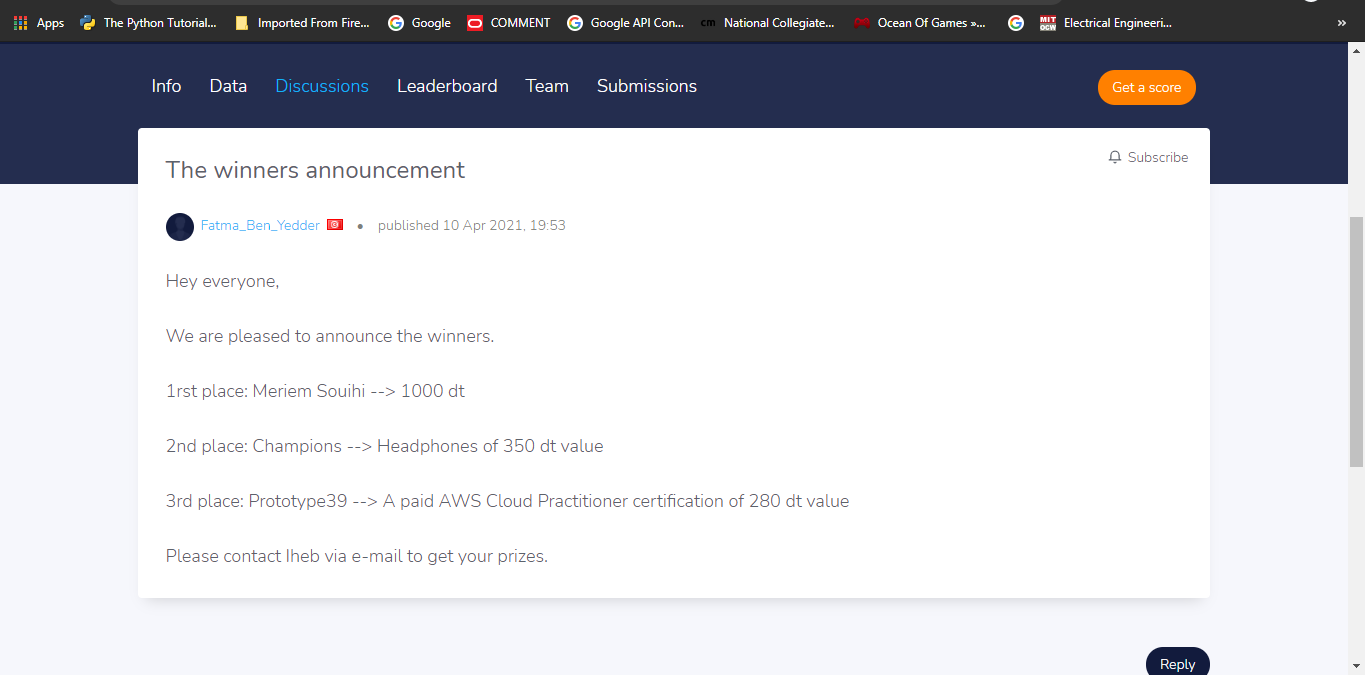 Apps The Python Tutorial... Imported From Fire... Google COMMENT Google API Con... cm National Collegiate... Ocean Of Games »... MIT OCW Electrical Engineeri... »
Info Data Discussions Leaderboard Team Submissions Get a score
Subscribe
The winners announcement
Fatma_Ben_Yedder • published 10 Apr 2021, 19:53
Hey everyone,
We are pleased to announce the winners.
1rst place: Meriem Souihi --> 1000 dt
2nd place: Champions --> Headphones of 350 dt value
3rd place: Prototype39 --> A paid AWS Cloud Practitioner certification of 280 dt value
Please contact Iheb via e-mail to get your prizes.
Reply